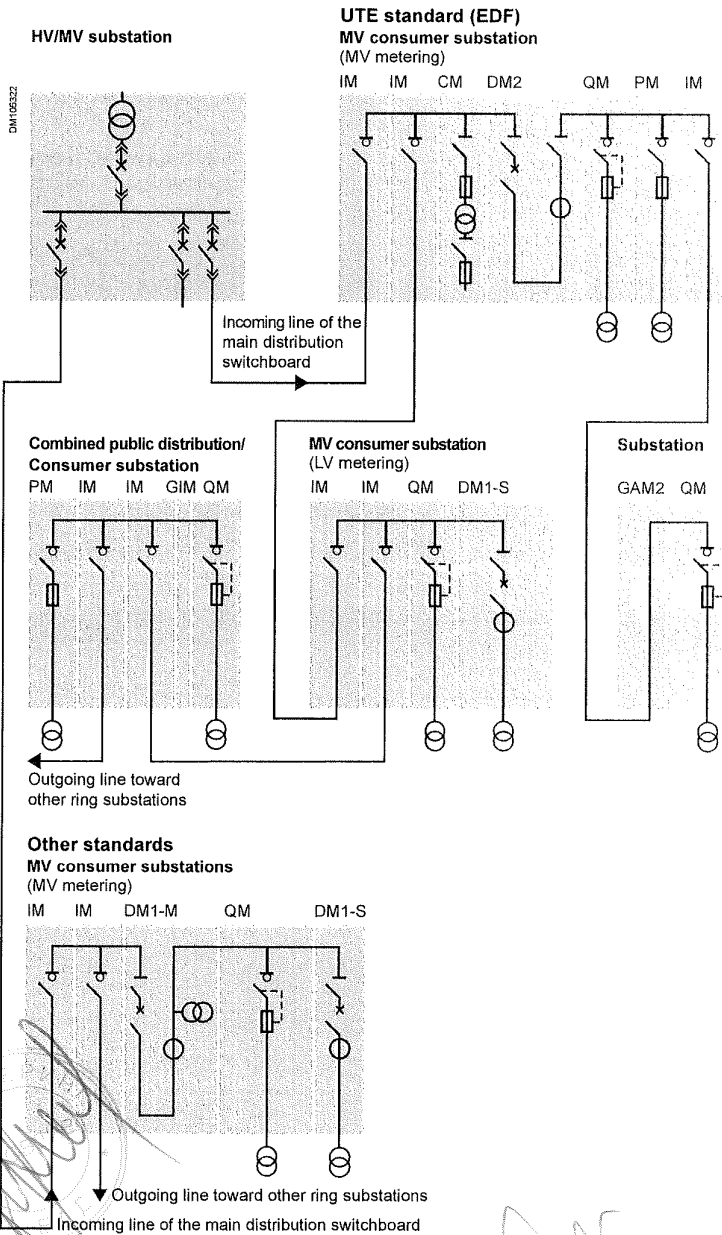 HV/MV substation
DM105322
UTE standard (EDF)
MV consumer substation
(MV metering)
IM IM CM DM2 QM PM IM
Incoming line of the
main distribution
switchboard
Combined public distribution/
Consumer substation
PM IM IM GIM QM
MV consumer substation
(LV metering)
IM IM QM DM1-S
Substation
GAM2 QM
Outgoing line toward
other ring substations
Other standards
MV consumer substations
(MV metering)
IM IM DM1-M QM DM1-S
Outgoing line toward other ring substations
Incoming line of the main distribution switchboard